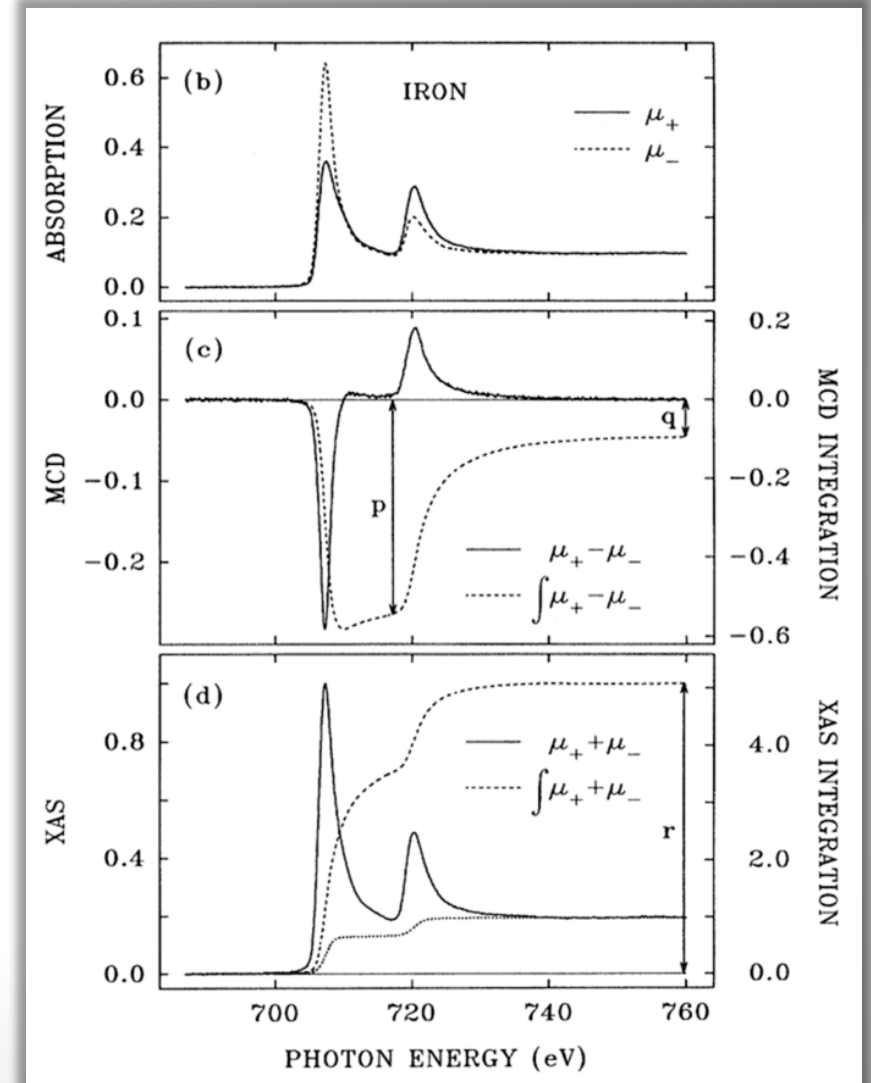 (b)
IRON
μ+
μ−
ABSORPTION
0.6
0.4
0.2
0.0
(c)
MCD
0.1
0.0
−0.1
−0.2
p
q
μ+−μ−
∫μ+−μ−
0.2
0.0
−0.2
−0.4
−0.6
MCD INTEGRATION
(d)
XAS
0.8
0.4
0.0
μ++μ−
∫μ++μ−
r
4.0
2.0
0.0
XAS INTEGRATION
700 720 740 760
PHOTON ENERGY (eV)